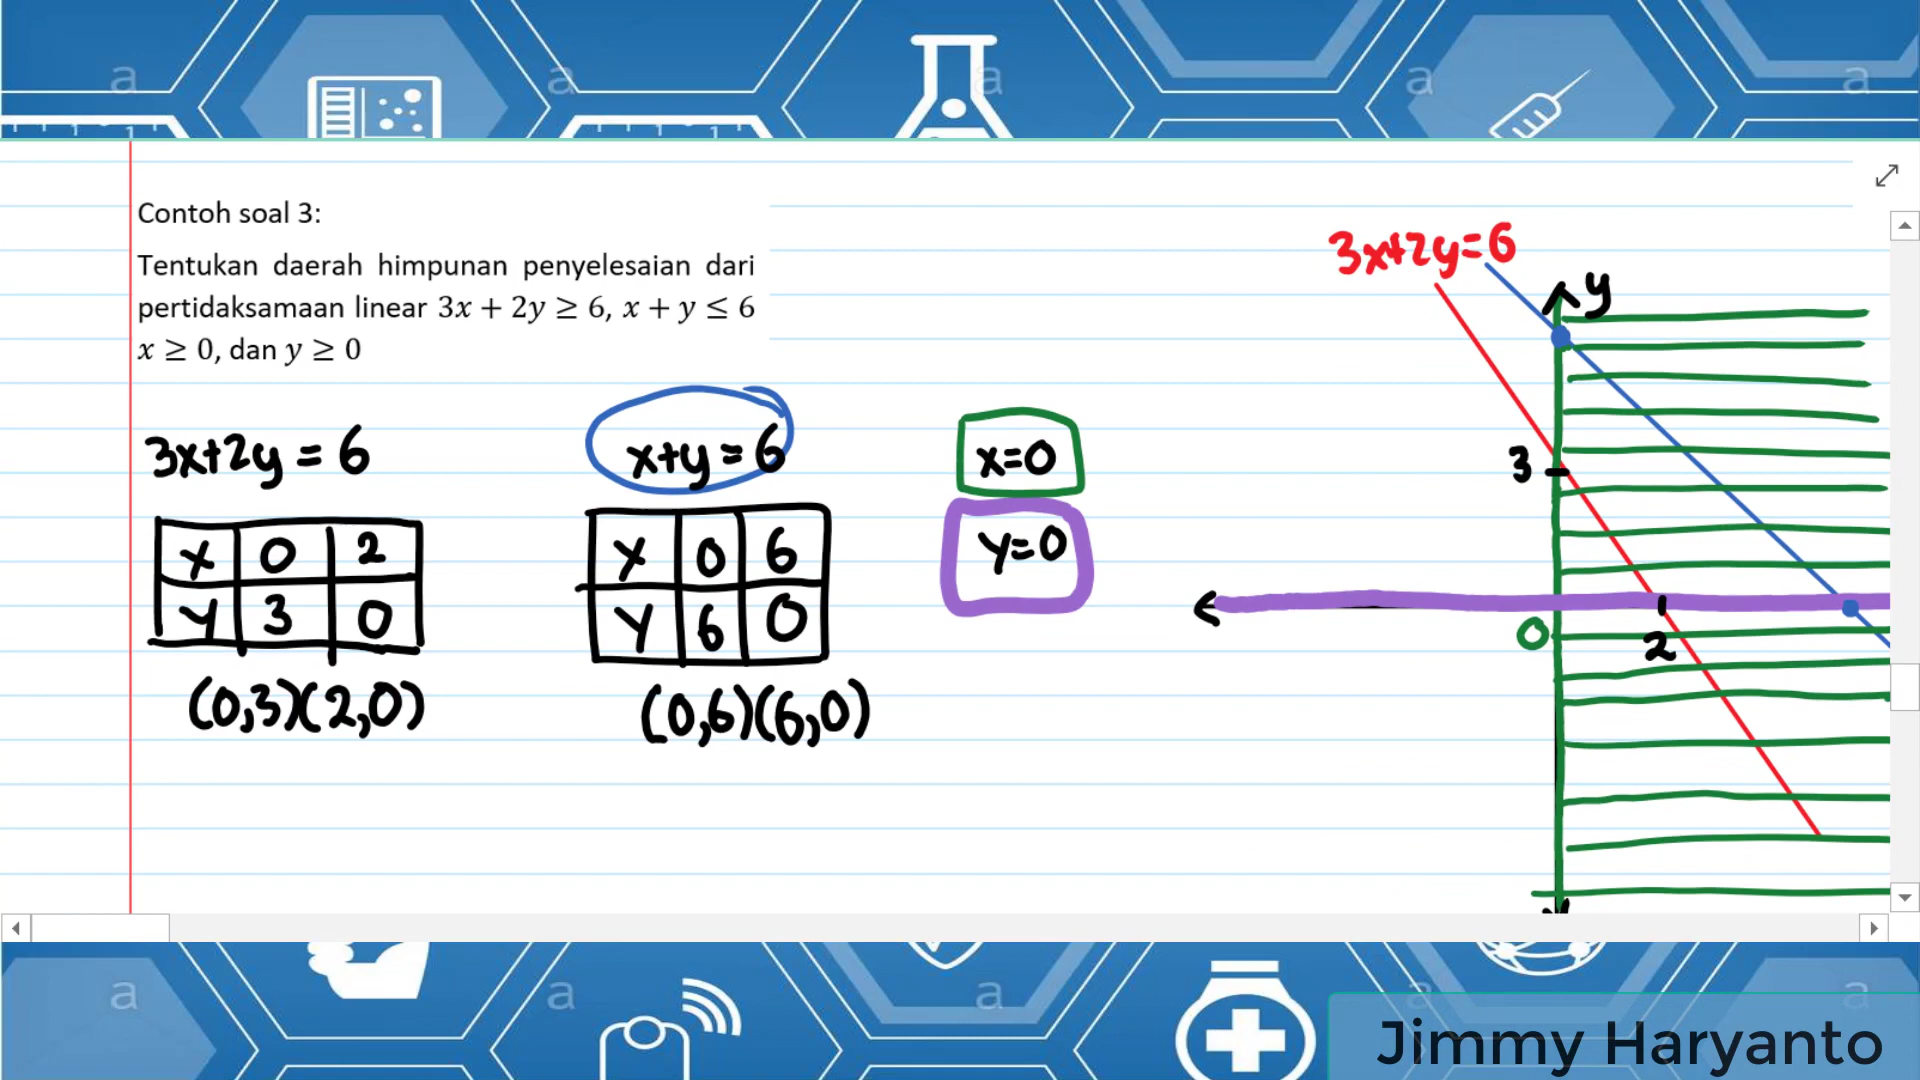 Contoh soal 3:
Tentukan daerah himpunan penyelesaian dari
pertidaksamaan linear 3x + 2y ≥ 6, x + y ≤ 6
x ≥ 0, dan y ≥ 0
3x+2y = 6
x 0 2
y 3 0
(0,3)(2,0)
x+y = 6
x 0 6
y 6 0
(0,6)(6,0)
x=0
y=0
3x+2y=6
y
3
0
2
a a a a a
a a a a a
Jimmy Haryanto